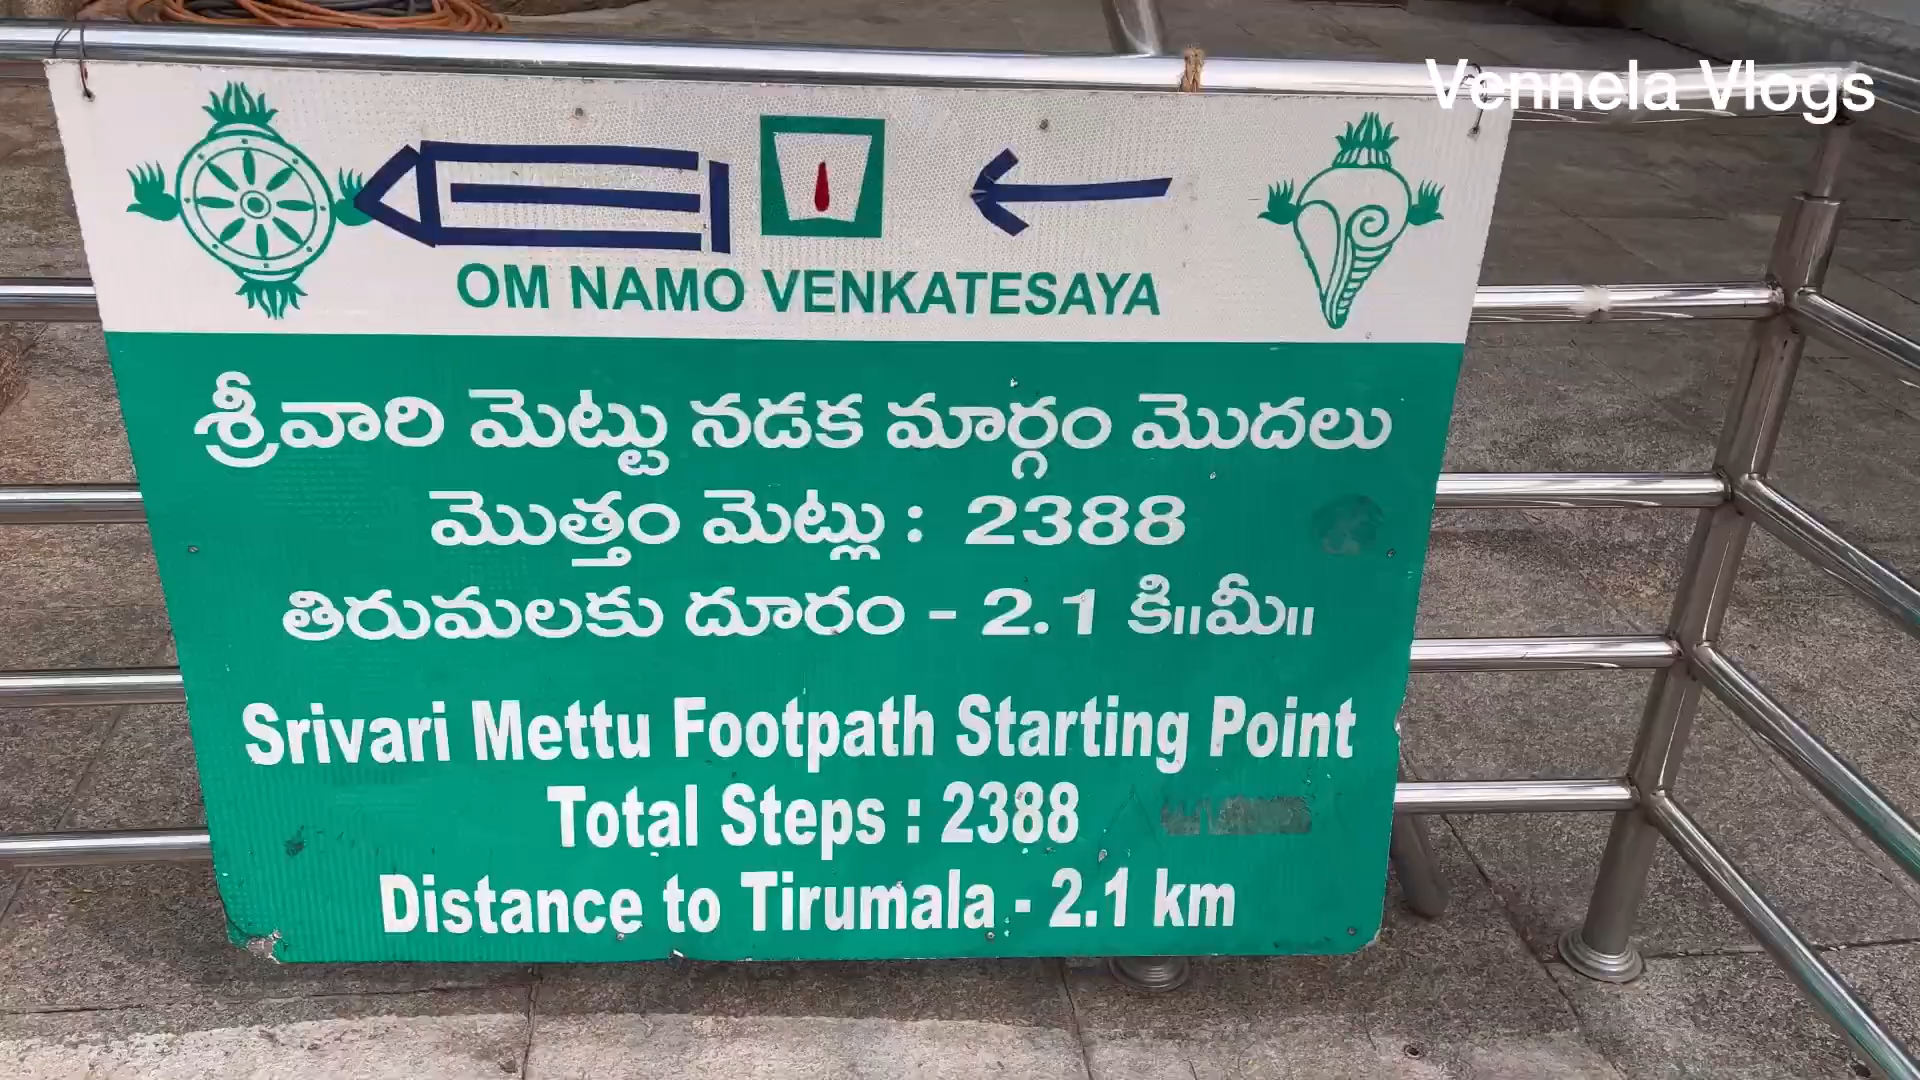 Vennela Vlogs
OM NAMO VENKATESAYA
శ్రీవారి మెట్టు నడక మార్గం మొదలు
మొత్తం మెట్లు : 2388
తిరుమలకు దూరం - 2.1 కి॥మీ॥
Srivari Mettu Footpath Starting Point
Total Steps : 2388
Distance to Tirumala - 2.1 km